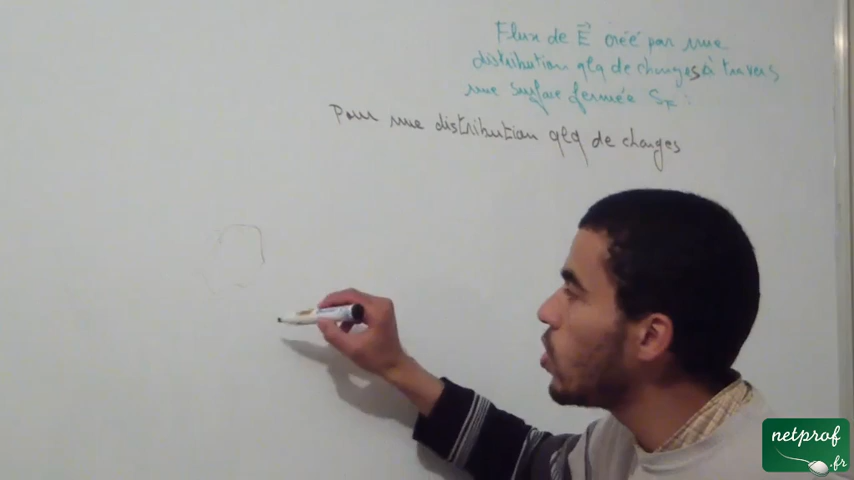 Flux de E⃗ créé par une
distribution qlq de charges à travers
une surface fermée SF :
Pour une distribution qlq de charges
netprof
.fr